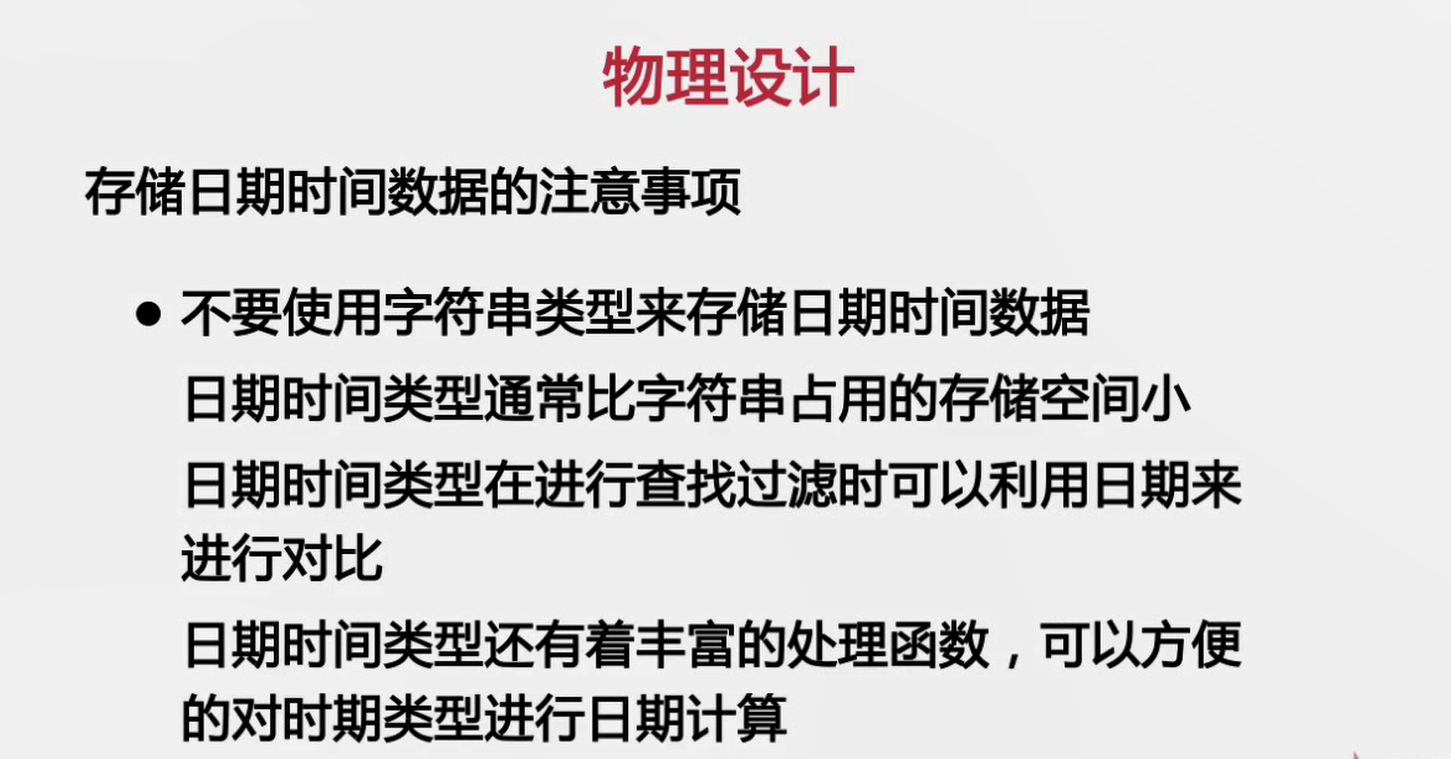 物理设计
存储日期时间数据的注意事项
● 不要使用字符串类型来存储日期时间数据
日期时间类型通常比字符串占用的存储空间小
日期时间类型在进行查找过滤时可以利用日期来
进行对比
日期时间类型还有着丰富的处理函数，可以方便
的对时期类型进行日期计算